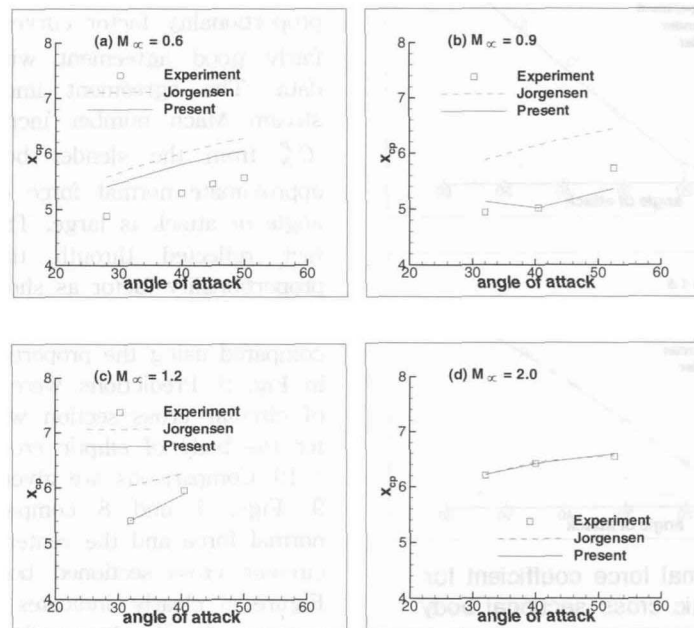 (a) M∝ = 0.6
Experiment
Jorgensen
Present
xcp
8
7
6
5
4
20 30 40 50 60
angle of attack
(b) M∝ = 0.9
Experiment
Jorgensen
Present
xcp
8
7
6
5
4
20 30 40 50 60
angle of attack
(c) M∝ = 1.2
Experiment
Jorgensen
Present
xcp
8
7
6
5
4
20 30 40 50 60
angle of attack
(d) M∝ = 2.0
Experiment
Jorgensen
Present
xcp
8
7
6
5
4
20 30 40 50 60
angle of attack